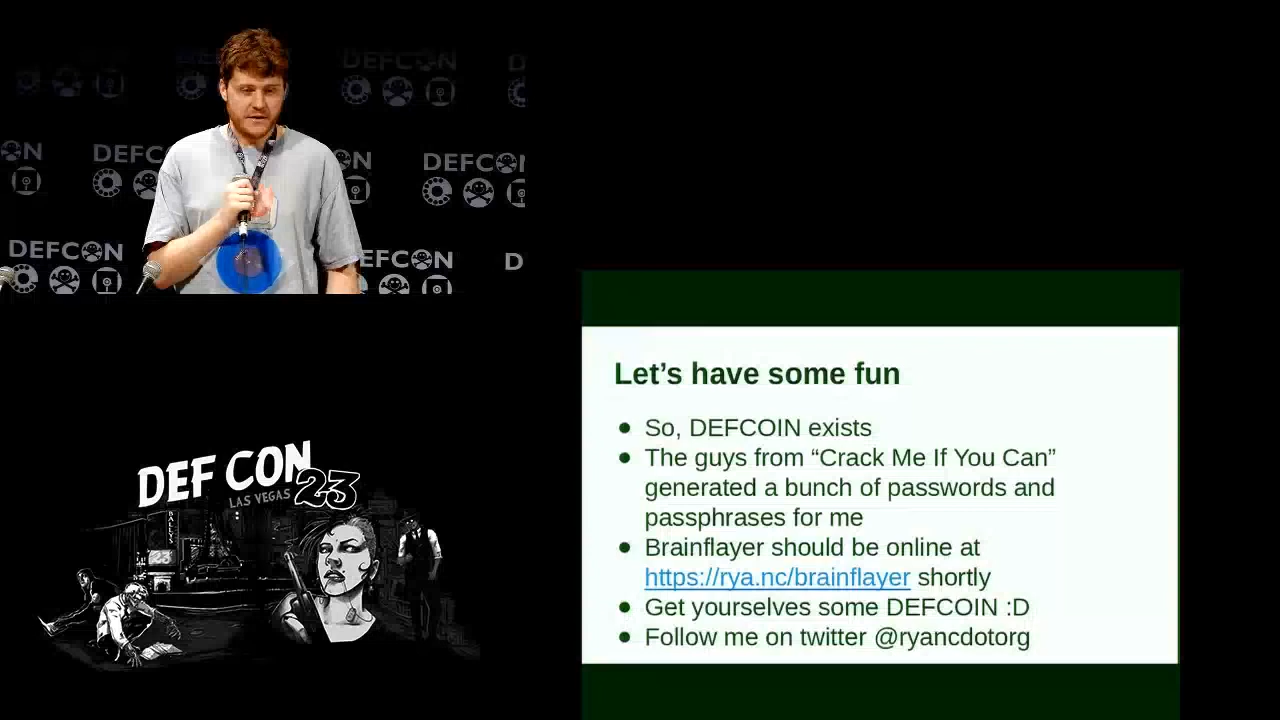 DEFCON
DEFCON
DEFCON
DEFCON
DEF CON 23
LAS VEGAS
BALLY'S
Let’s have some fun
● So, DEFCOIN exists
● The guys from “Crack Me If You Can”
generated a bunch of passwords and
passphrases for me
● Brainflayer should be online at
https://rya.nc/brainflayer shortly
● Get yourselves some DEFCOIN :D
● Follow me on twitter @ryancdotorg